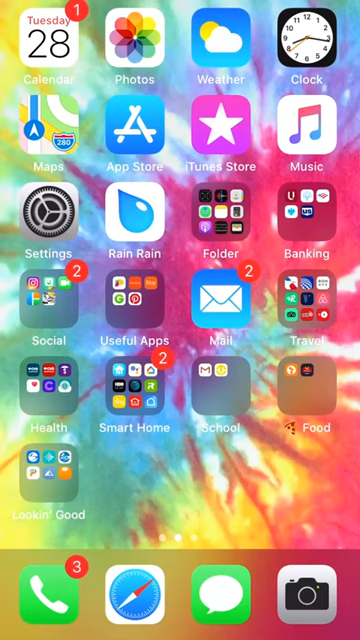 Tuesday
28
1
Calendar
Photos
Weather
Clock
280
Maps
App Store
iTunes Store
Music
Settings
Rain Rain
Folder
Banking
2
2
Social
Useful Apps
Mail
Travel
2
Health
Smart Home
School
Food
Lookin' Good
3